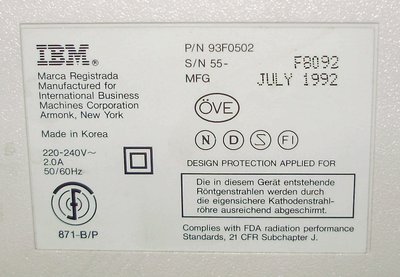 IBM
Marca Registrada
Manufactured for
International Business
Machines Corporation
Armonk, New York
Made in Korea
220-240V~
2.0A
50/60Hz
871-B/P
P/N 93F0502
S/N 55- F8092
MFG JULY 1992
ÖVE
N D S FI
DESIGN PROTECTION APPLIED FOR
Die in diesem Gerät entstehende
Röntgenstrahlen werden durch
die eigensichere Kathodenstrahl-
röhre ausreichend abgeschirmt.
Complies with FDA radiation performance
Standards, 21 CFR Subchapter J.